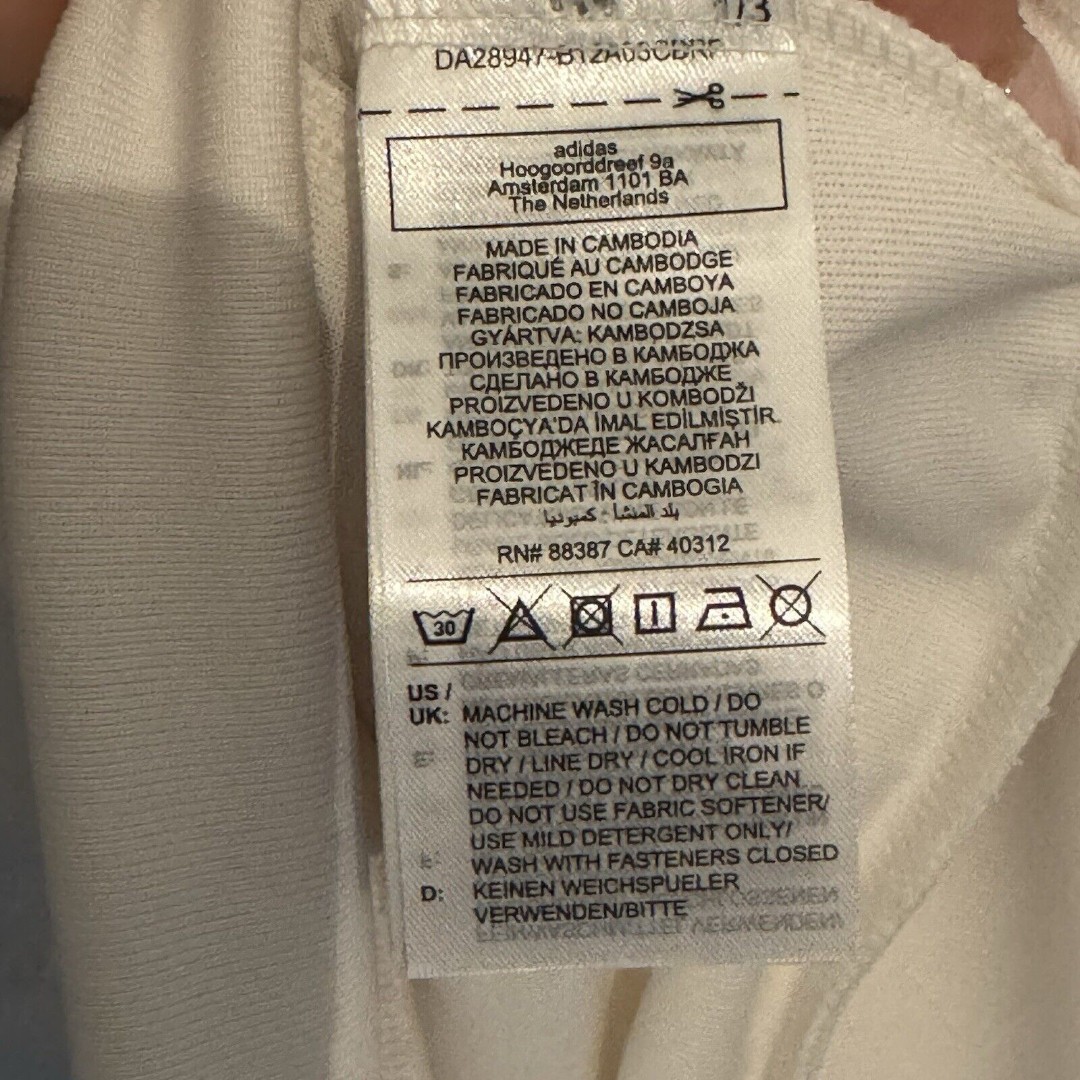 adidas
Hoogoorddreef 9a
Amsterdam 1101 BA
The Netherlands
MADE IN CAMBODIA
FABRIQUÉ AU CAMBODGE
FABRICADO EN CAMBOYA
FABRICADO NO CAMBOJA
GYÁRTVA: KAMBODZSA
ПРОИЗВЕДЕНО В КАМБОДЖА
СДЕЛАНО В КАМБОДЖЕ
PROIZVEDENO U KOMBODŽI
KAMBOÇYA'DA İMAL EDİLMİŞTİR.
КАМБОДЖЕДЕ ЖАСАЛҒАН
PROIZVEDENO U KAMBODZI
FABRICAT ÎN CAMBOGIA
بلد المنشأ - كمبوديا
RN# 88387 CA# 40312
30
US /
UK: MACHINE WASH COLD / DO
NOT BLEACH / DO NOT TUMBLE
DRY / LINE DRY / COOL IRON IF
NEEDED / DO NOT DRY CLEAN
DO NOT USE FABRIC SOFTENER/
USE MILD DETERGENT ONLY/
WASH WITH FASTENERS CLOSED
D: KEINEN WEICHSPUELER
VERWENDEN/BITTE